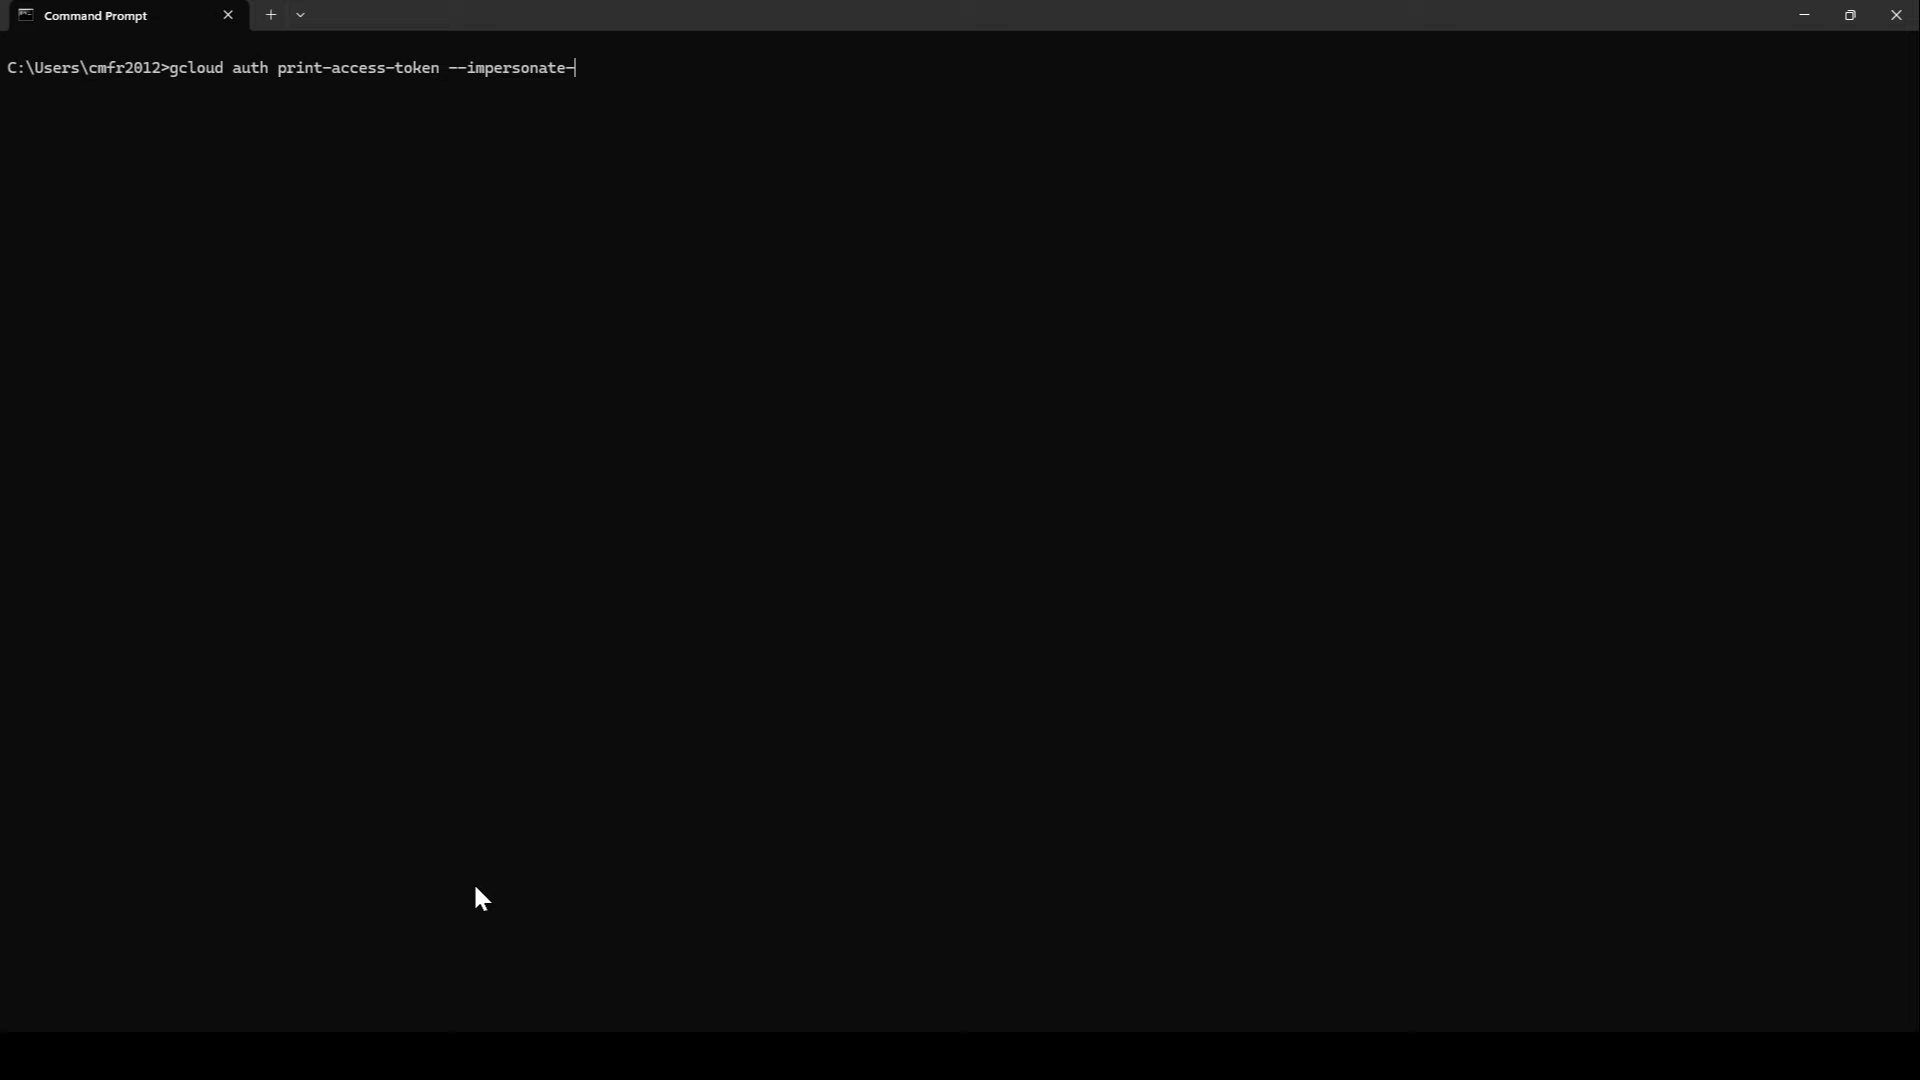 Command Prompt
C:\Users\cmfr2012>gcloud auth print-access-token --impersonate-